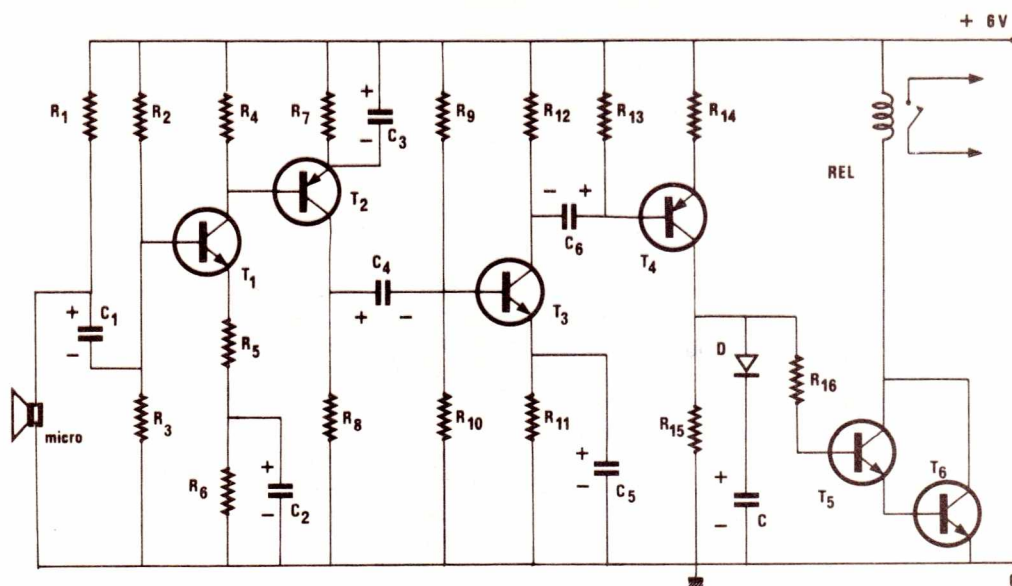 + 6V
R1
R2
R4
R7
+
C3
-
R9
R12
R13
R14
REL
T2
- +
C6
T4
T1
C4
+ -
T3
+
C1
-
R5
D
R16
micro
R3
R8
R10
R11
R15
R6
+
C2
-
+
C5
-
+
C
-
T5
T6